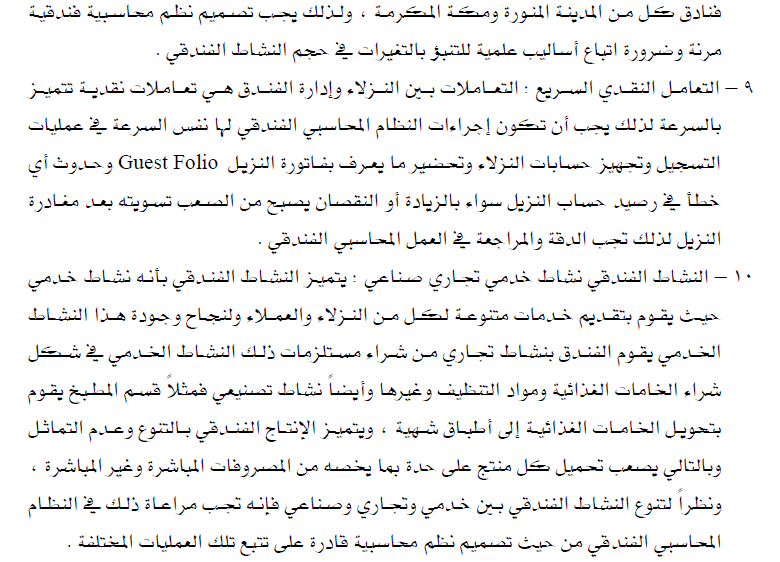 فنادق كل من المدينة المنورة ومكة المكرمة ، ولذلك يجب تصميم نظم محاسبية فندقية
مرنة وضرورة اتباع أساليب علمية للتنبؤ بالتغيرات في حجم النشاط الفندقي .
٩ – التعامل النقدي السريع : التعاملات بين النزلاء وإدارة الفندق هي تعاملات نقدية تتميز
بالسرعة لذلك يجب أن تكون إجراءات النظام المحاسبي الفندقي لها نفس السرعة في عمليات
التسجيل وتجهيز حسابات النزلاء وتحضير ما يعرف بفاتورة النزيل Guest Folio وحدوث أي
خطأ في رصيد حساب النزيل سواء بالزيادة أو النقصان يصبح من الصعب تسويته بعد مغادرة
النزيل لذلك تجب الدقة والمراجعة في العمل المحاسبي الفندقي .
١٠ – النشاط الفندقي نشاط خدمي تجاري صناعي : يتميز النشاط الفندقي بأنه نشاط خدمي
حيث يقوم بتقديم خدمات متنوعة لكل من النزلاء والعملاء ولنجاح وجودة هذا النشاط
الخدمي يقوم الفندق بنشاط تجاري من شراء مستلزمات ذلك النشاط الخدمي في شكل
شراء الخامات الغذائية ومواد التنظيف وغيرها وأيضاً نشاط تصنيعي فمثلاً قسم المطبخ يقوم
بتحويل الخامات الغذائية إلى أطباق شهية ، ويتميز الإنتاج الفندقي بالتنوع وعدم التماثل
وبالتالي يصعب تحميل كل منتج على حدة بما يخصه من المصروفات المباشرة وغير المباشرة ،
ونظراً لتنوع النشاط الفندقي بين خدمي وتجاري وصناعي فإنه تجب مراعاة ذلك في النظام
المحاسبي الفندقي من حيث تصميم نظم محاسبية قادرة على تتبع تلك العمليات المختلفة .